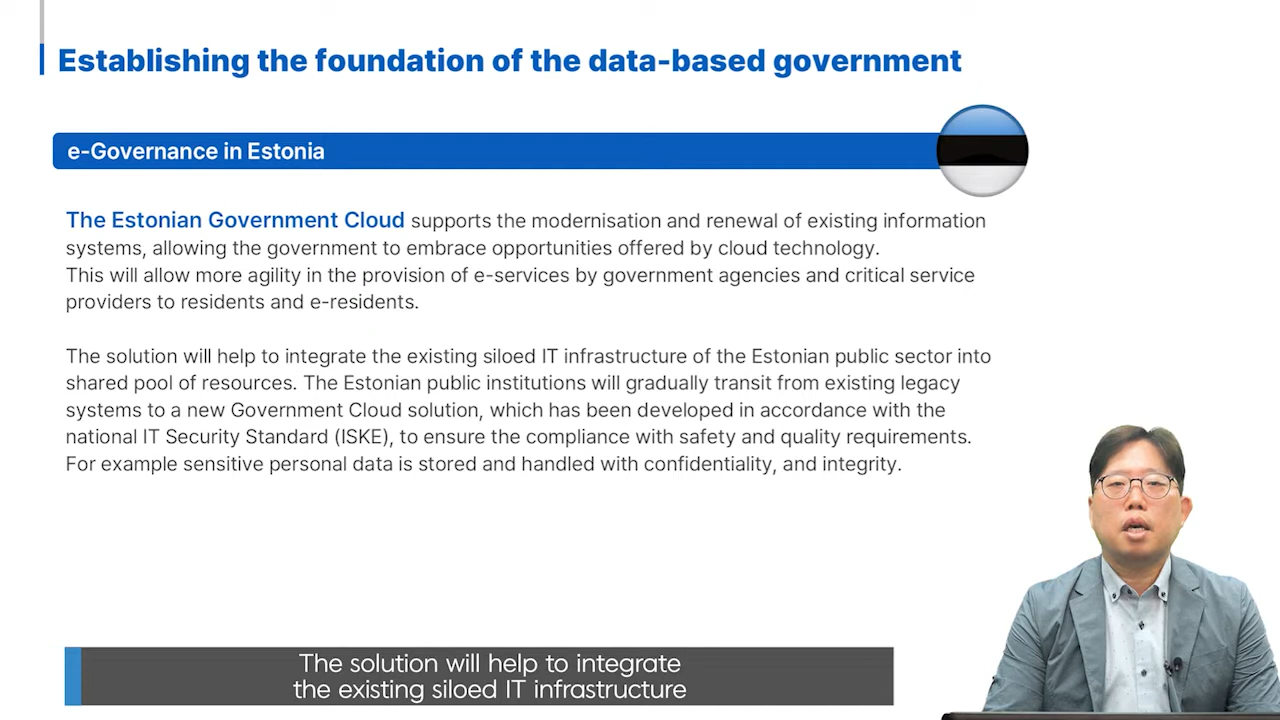 Establishing the foundation of the data-based government
e-Governance in Estonia
The Estonian Government Cloud supports the modernisation and renewal of existing information
systems, allowing the government to embrace opportunities offered by cloud technology.
This will allow more agility in the provision of e-services by government agencies and critical service
providers to residents and e-residents.
The solution will help to integrate the existing siloed IT infrastructure of the Estonian public sector into
shared pool of resources. The Estonian public institutions will gradually transit from existing legacy
systems to a new Government Cloud solution, which has been developed in accordance with the
national IT Security Standard (ISKE), to ensure the compliance with safety and quality requirements.
For example sensitive personal data is stored and handled with confidentiality, and integrity.
The solution will help to integrate
the existing siloed IT infrastructure